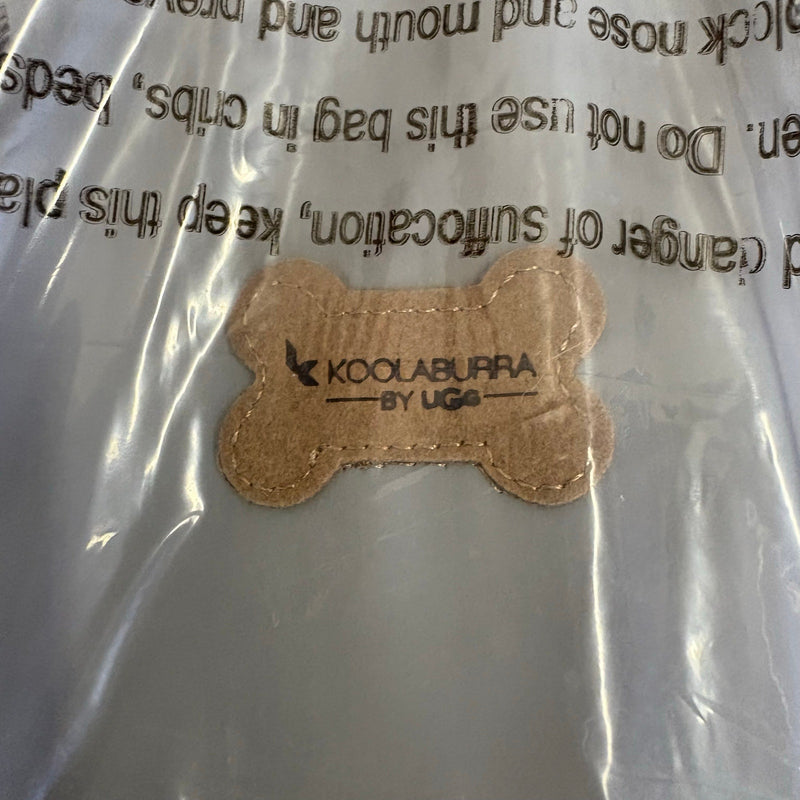 d danger of suffocation, keep this pla
en. Do not use this bag in cribs, beds
block nose and mouth and preve
KOOLABURRA
BY UGG